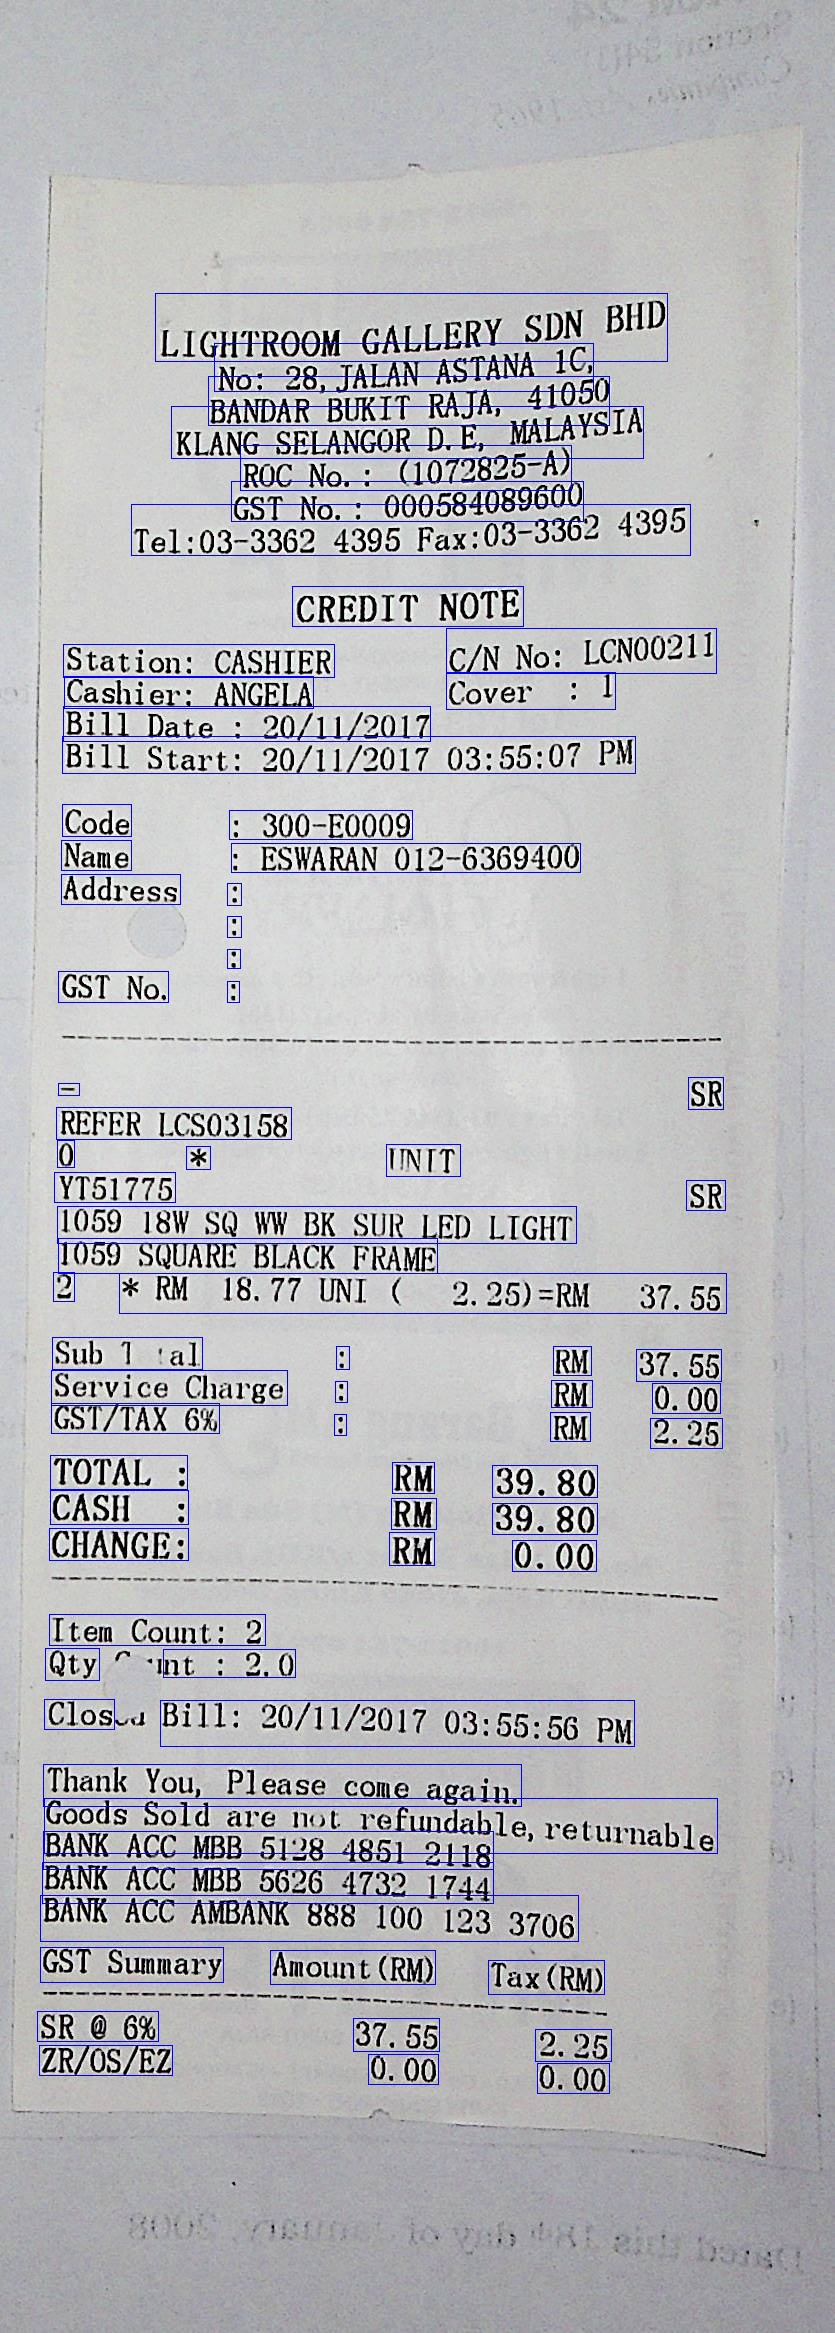 LIGHTROOM GALLERY SDN BHD
No: 28, JALAN ASTANA 1C,
BANDAR BUKIT RAJA, 41050
KLANG SELANGOR D.E, MALAYSIA
ROC No.: (1072825-A)
GST No.: 000584089600
Tel:03-3362 4395 Fax:03-3362 4395
CREDIT NOTE
Station: CASHIER C/N No: LCN00211
Cashier: ANGELA Cover : 1
Bill Date : 20/11/2017
Bill Start: 20/11/2017 03:55:07 PM
Code : 300-E0009
Name : ESWARAN 012-6369400
Address :
:
:
GST No. :
- SR
REFER LCS03158
0 * UNIT
YT51775 SR
1059 18W SQ WW BK SUR LED LIGHT
1059 SQUARE BLACK FRAME
2 * RM 18.77 UNI ( 2.25)=RM 37.55
Sub : RM 37.55
Service Charge : RM 0.00
GST/TAX 6% : RM 2.25
TOTAL : RM 39.80
CASH : RM 39.80
CHANGE: RM 0.00
Item Count: 2
Qty : 2.0
Bill: 20/11/2017 03:55:56 PM
Thank You, Please come again.
Goods Sold are not refundable, returnable
BANK ACC MBB 5128 4851 2118
BANK ACC MBB 5626 4732 1744
BANK ACC AMBANK 888 100 123 3706
GST Summary Amount(RM) Tax(RM)
SR @ 6% 37.55 2.25
ZR/OS/EZ 0.00 0.00
Dated this 18th day of January, 2008